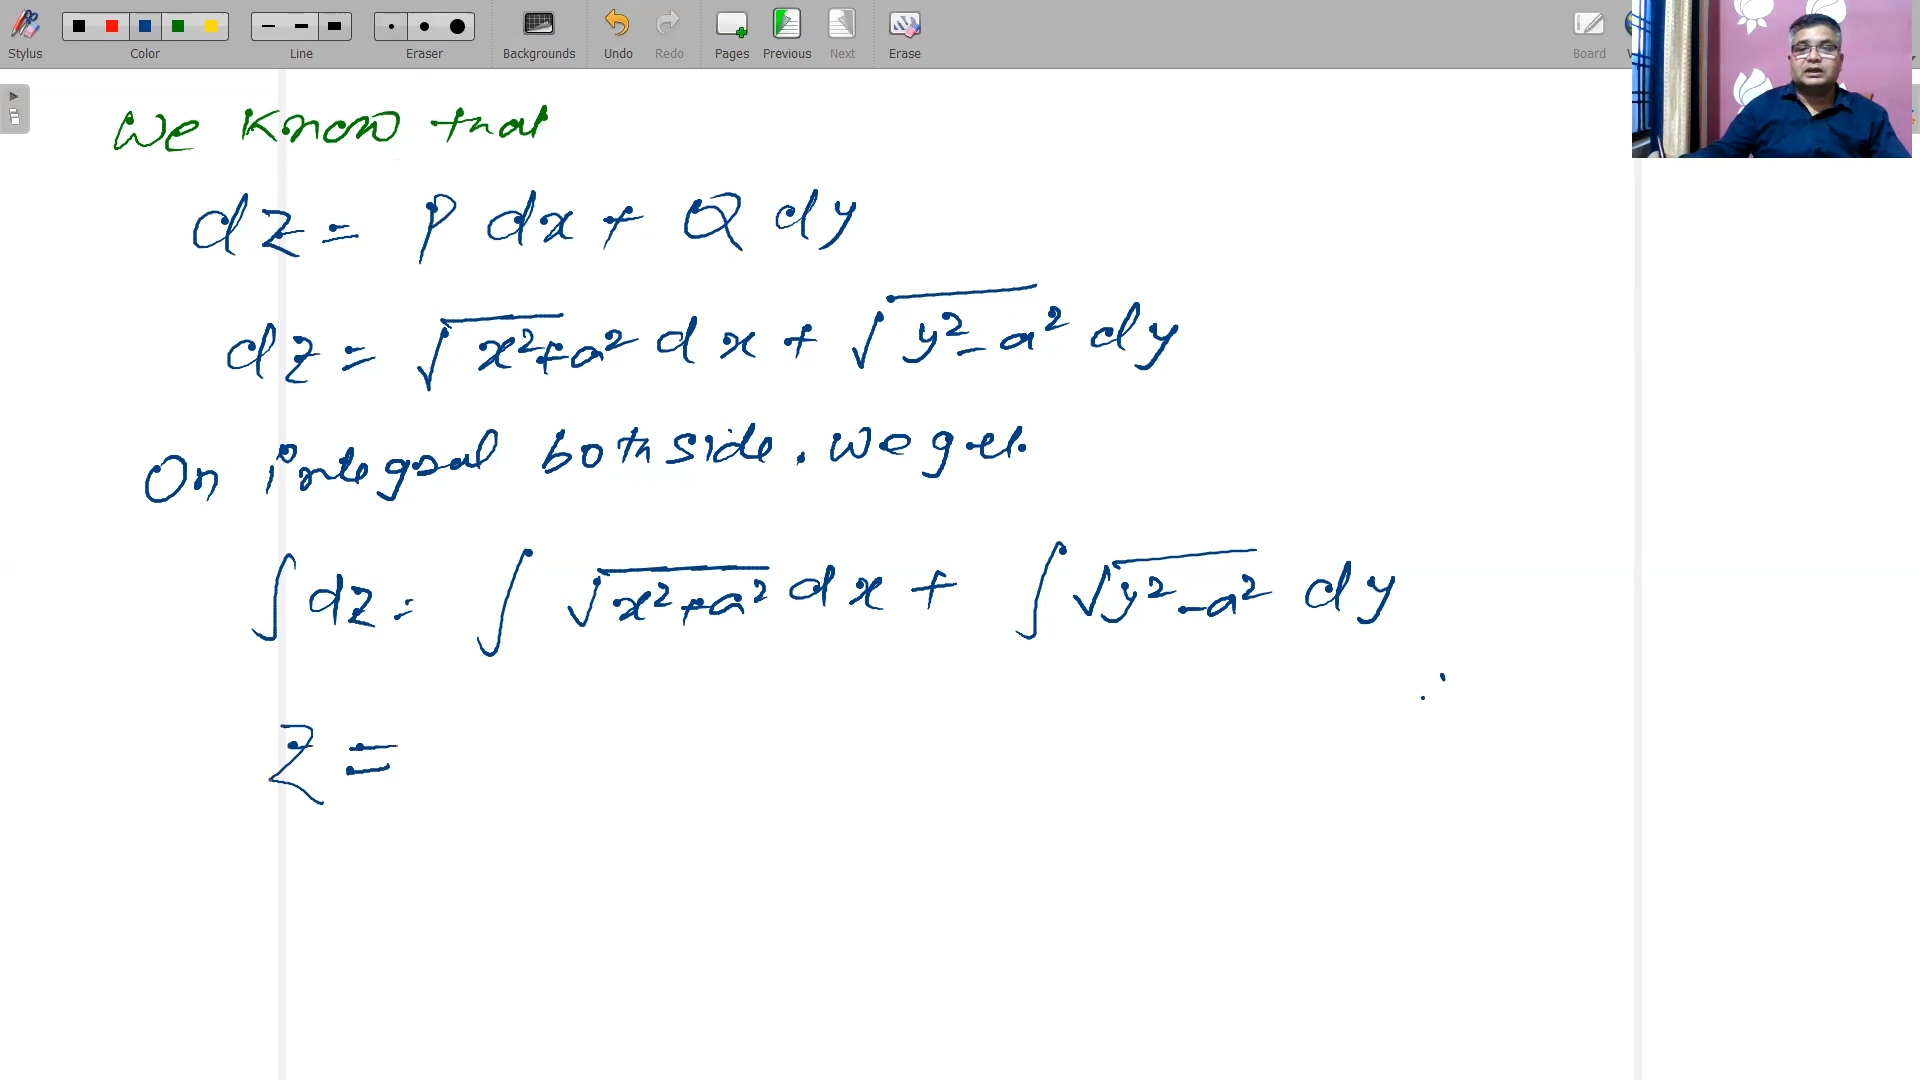 Stylus Color Line Eraser Backgrounds Undo Redo Pages Previous Next Erase Board
We know that
dz = P dx + Q dy
dz = √x²+a² dx + √y²-a² dy
On integral both side, we get.
∫ dz = ∫ √x²+a² dx + ∫ √y²-a² dy
Z =